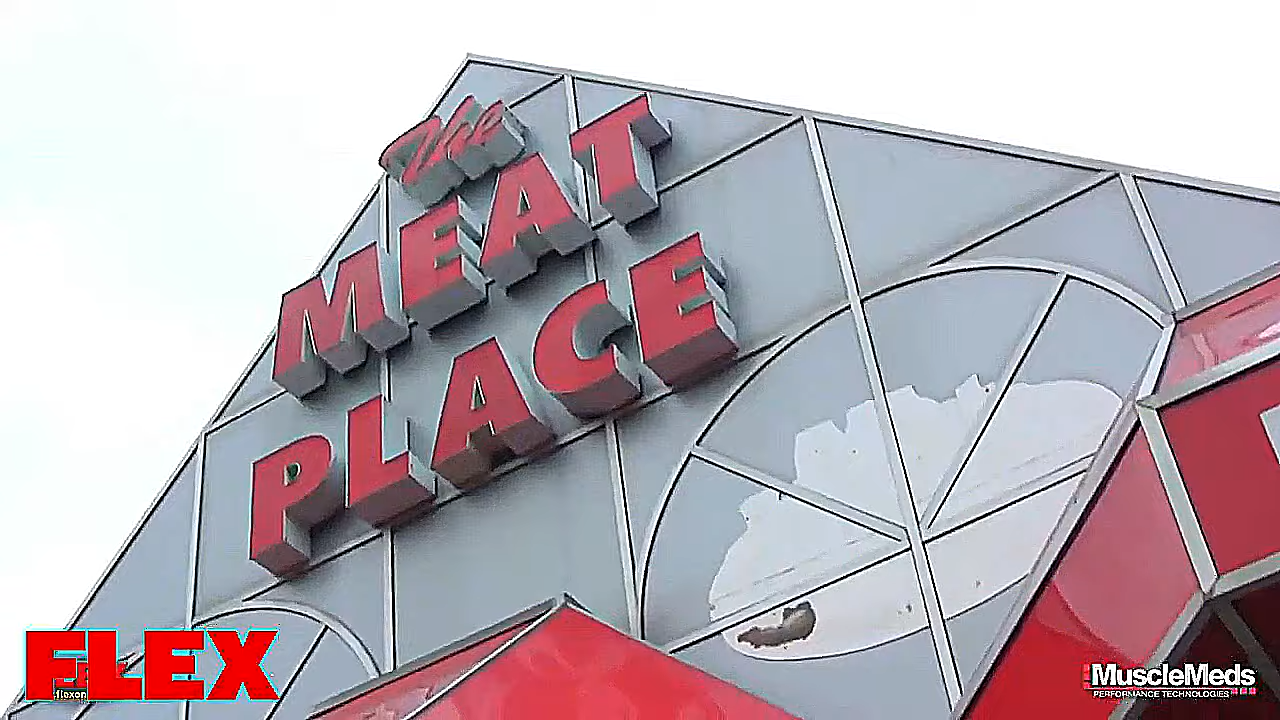 The
MEAT
PLACE
FLEX
MuscleMeds
PERFORMANCE TECHNOLOGIES